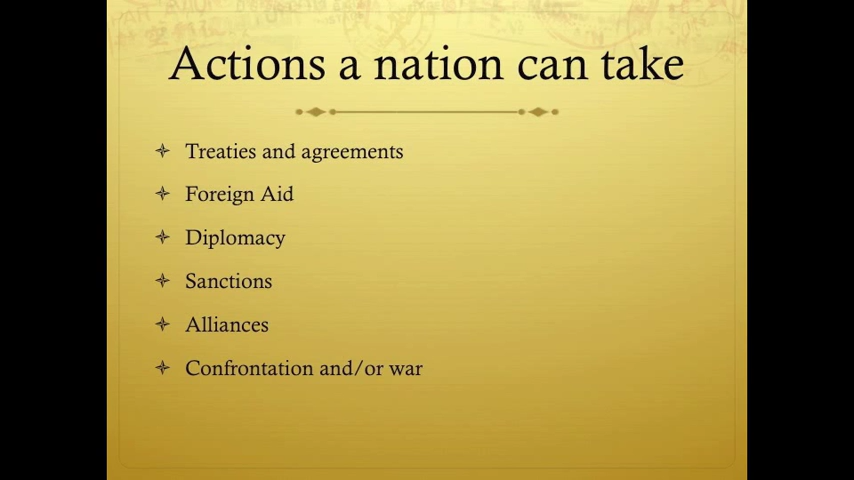 Actions a nation can take
Treaties and agreements
Foreign Aid
Diplomacy
Sanctions
Alliances
Confrontation and/or war